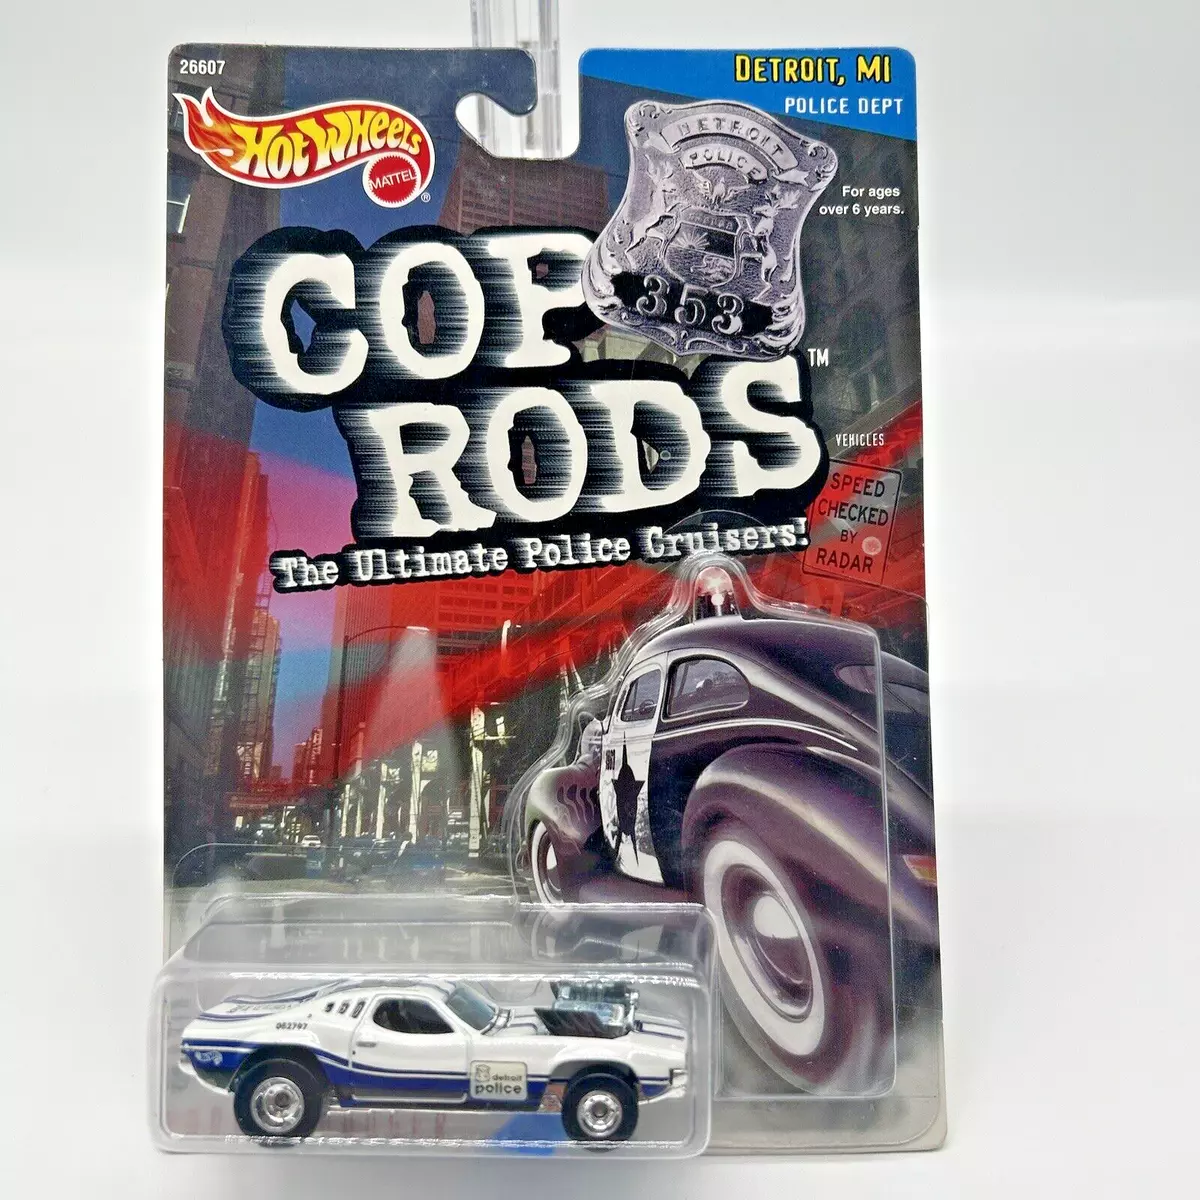 26607
HOT WHEELS
MATTEL
®
DETROIT, MI
POLICE DEPT
For ages
over 6 years.
DETROIT
POLICE
353
COP
RODS
™
VEHICLES
The Ultimate Police Cruisers!
SPEED
CHECKED
BY
RADAR
062797
detroit
police